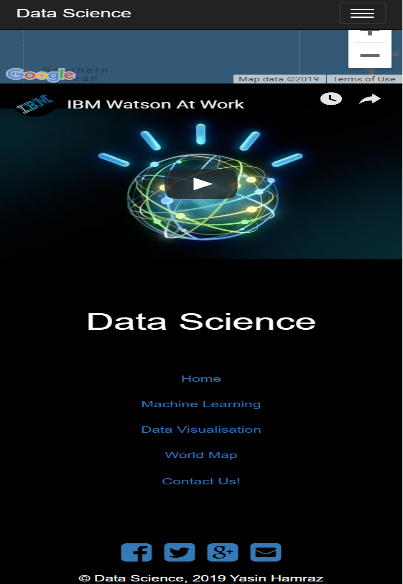 Data Science
Southern
Google
Map data ©2019
Terms of Use
IBM
IBM Watson At Work
Data Science
Home
Machine Learning
Data Visualisation
World Map
Contact Us!
© Data Science, 2019 Yasin Hamraz